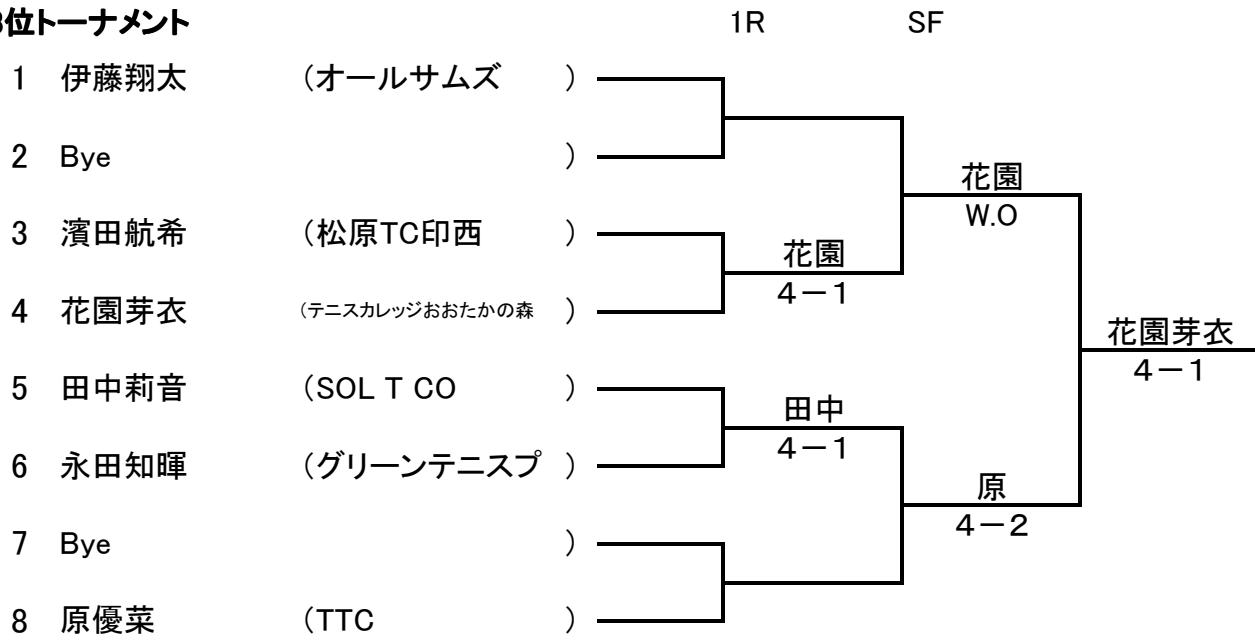 位トーナメント 1R SF
1 伊藤翔太 (オールサムズ )
2 Bye )
花園
3 濱田航希 (松原TC印西 ) W.O
花園
4 花園芽衣 (テニスカレッジおおたかの森 ) 4-1
花園芽衣
5 田中莉音 (SOL T CO ) 4-1
田中
6 永田知暉 (グリーンテニスプ ) 4-1
原
7 Bye ) 4-2
8 原優菜 (TTC )